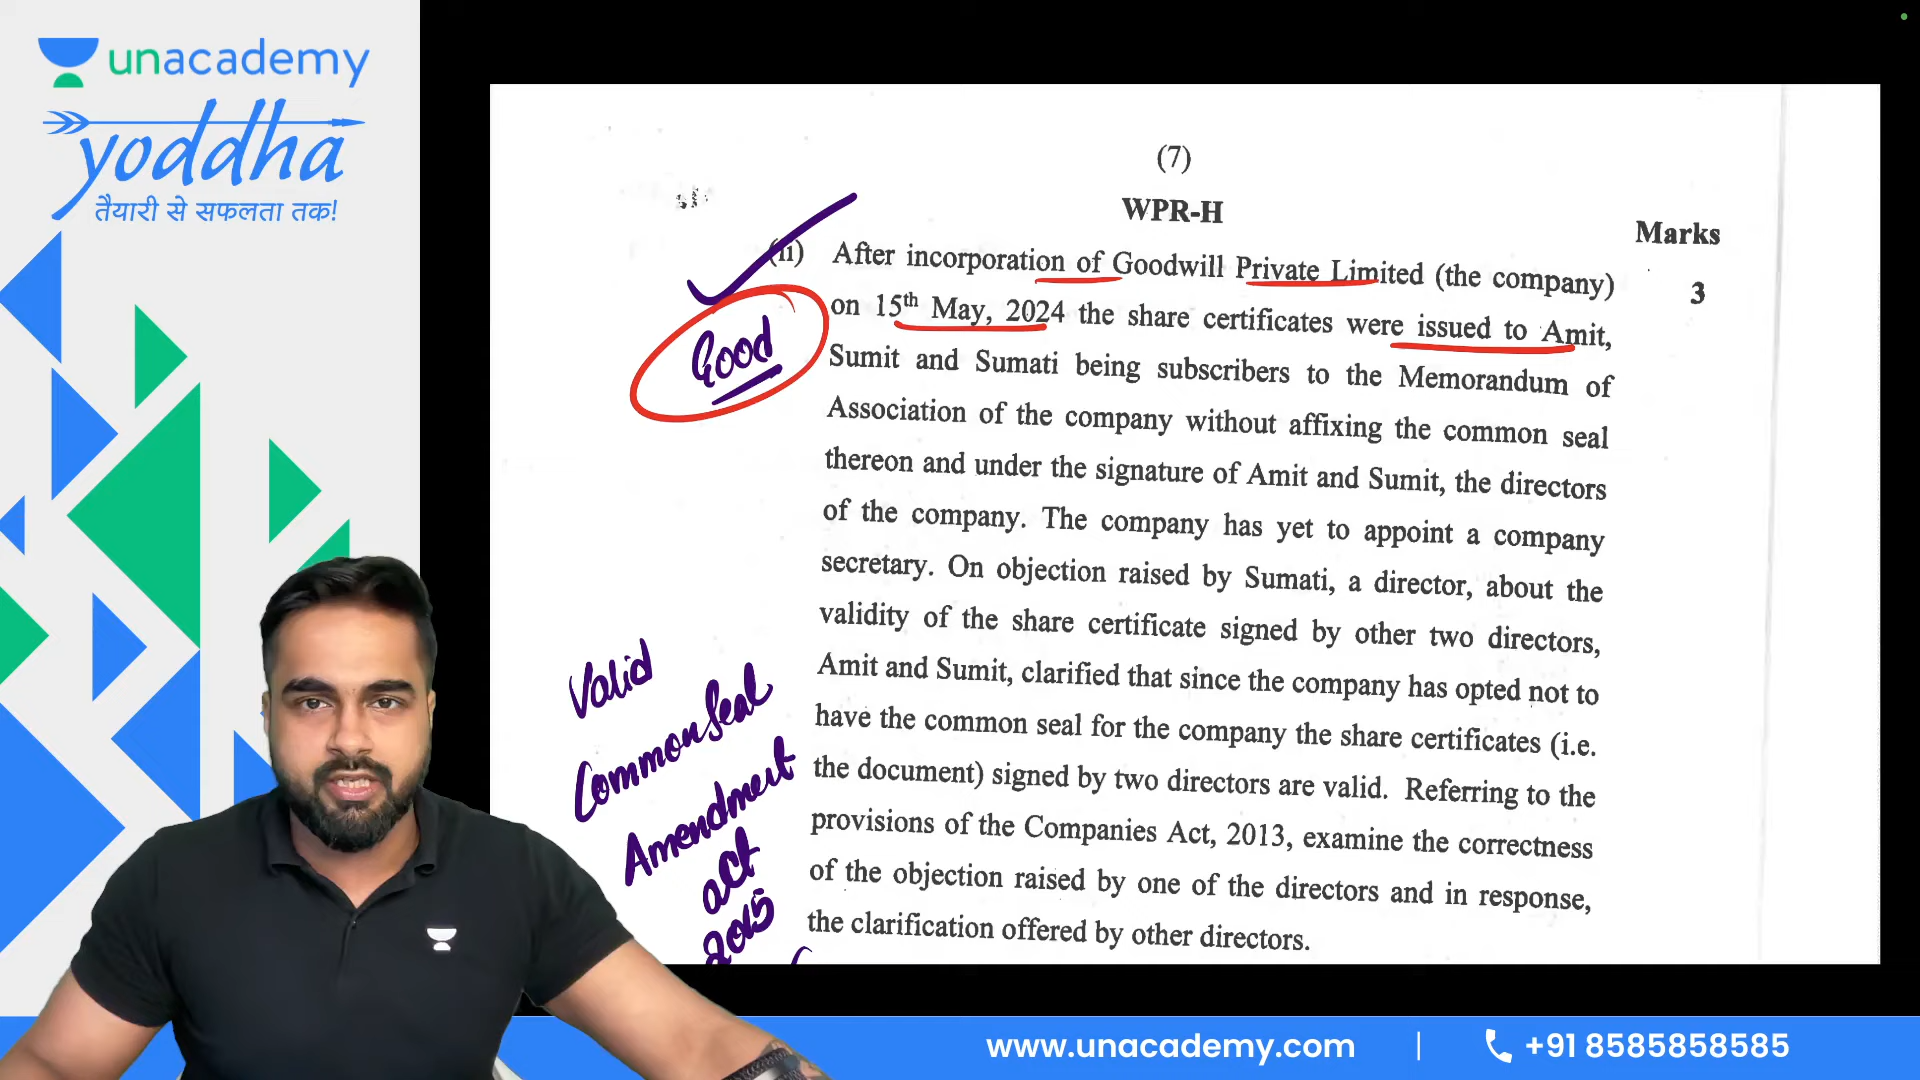 unacademy
yoddha
तैयारी से सफलता तक!
(7)
WPR-H
Marks
(ii) After incorporation of Goodwill Private Limited (the company)
3
on 15th May, 2024 the share certificates were issued to Amit,
Good
Sumit and Sumati being subscribers to the Memorandum of
Association of the company without affixing the common seal
thereon and under the signature of Amit and Sumit, the directors
of the company. The company has yet to appoint a company
secretary. On objection raised by Sumati, a director, about the
validity of the share certificate signed by other two directors,
Amit and Sumit, clarified that since the company has opted not to
have the common seal for the company the share certificates (i.e.
the document) signed by two directors are valid. Referring to the
provisions of the Companies Act, 2013, examine the correctness
of the objection raised by one of the directors and in response,
the clarification offered by other directors.
Valid
Common Seal
Amendment
act
2015
www.unacademy.com | +91 8585858585